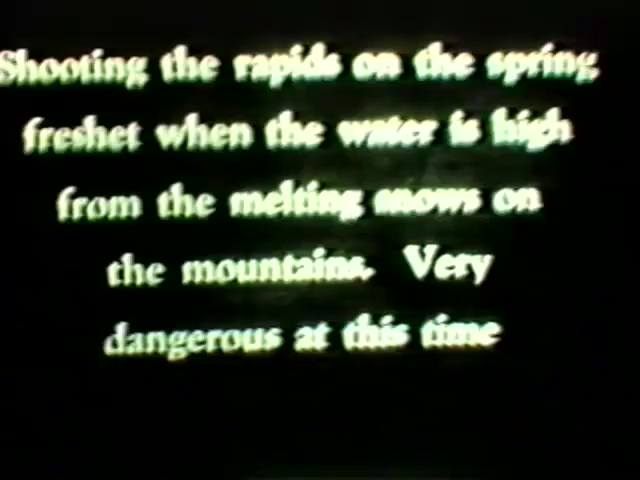 Shooting the rapids on the spring
freshet when the water is high
from the melting snows on
the mountains. Very
dangerous at this time